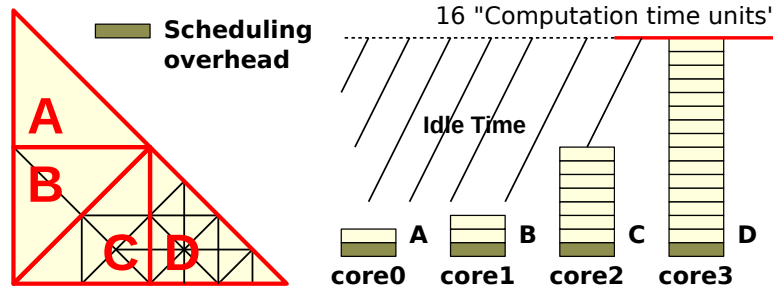 16 "Computation time units"
Scheduling
overhead
A
B
C D
Idle Time
A B C D
core0 core1 core2 core3